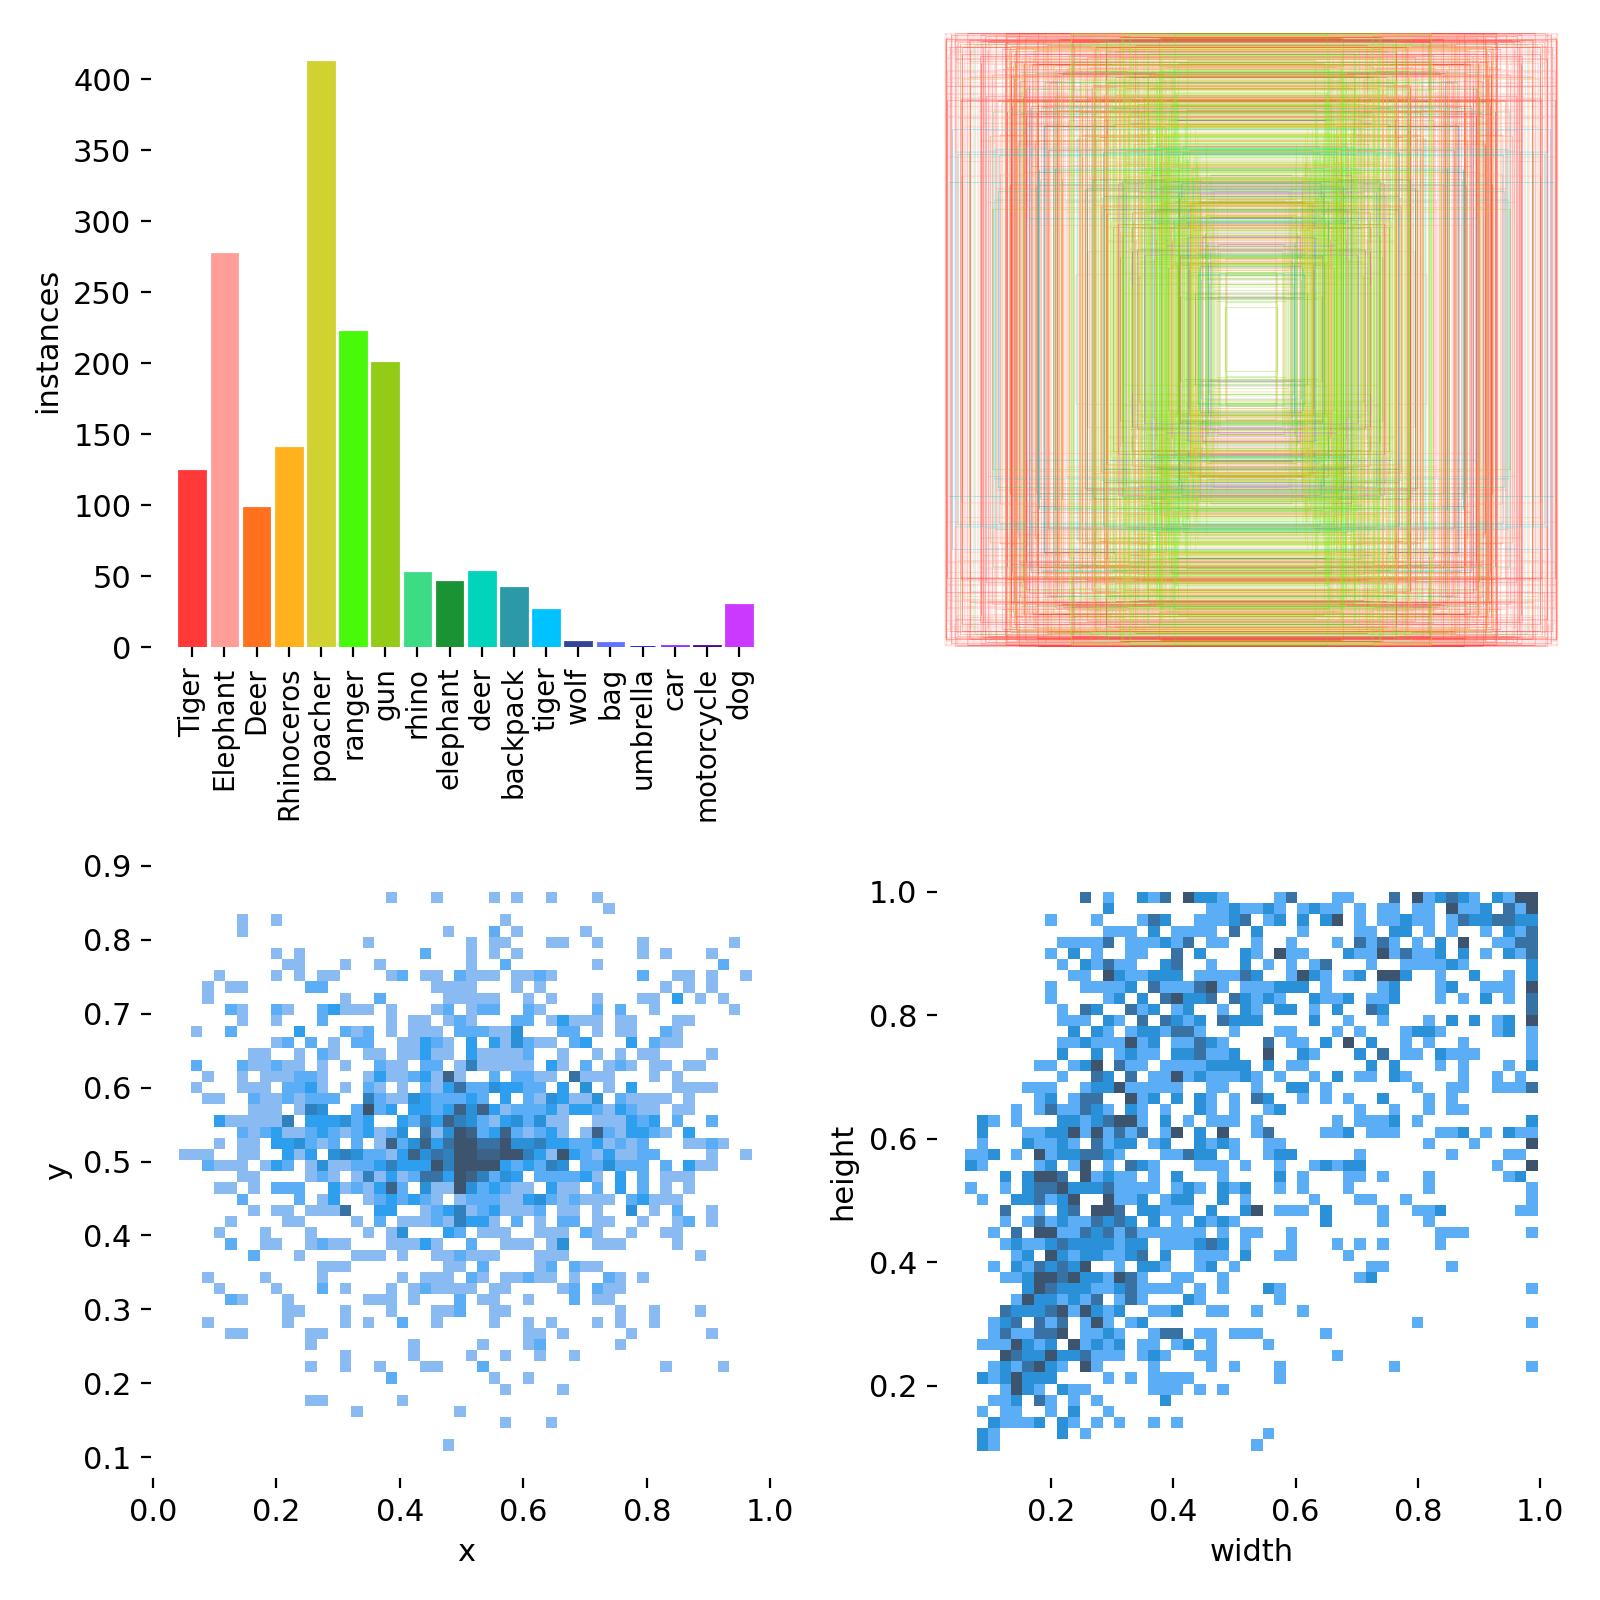 instances
400
350
300
250
200
150
100
50
0
Tiger
Elephant
Deer
Rhinoceros
poacher
ranger
gun
rhino
elephant
deer
backpack
tiger
wolf
bag
umbrella
car
motorcycle
dog
y
0.9
0.8
0.7
0.6
0.5
0.4
0.3
0.2
0.1
0.0 0.2 0.4 0.6 0.8 1.0
x
height
1.0
0.8
0.6
0.4
0.2
0.2 0.4 0.6 0.8 1.0
width